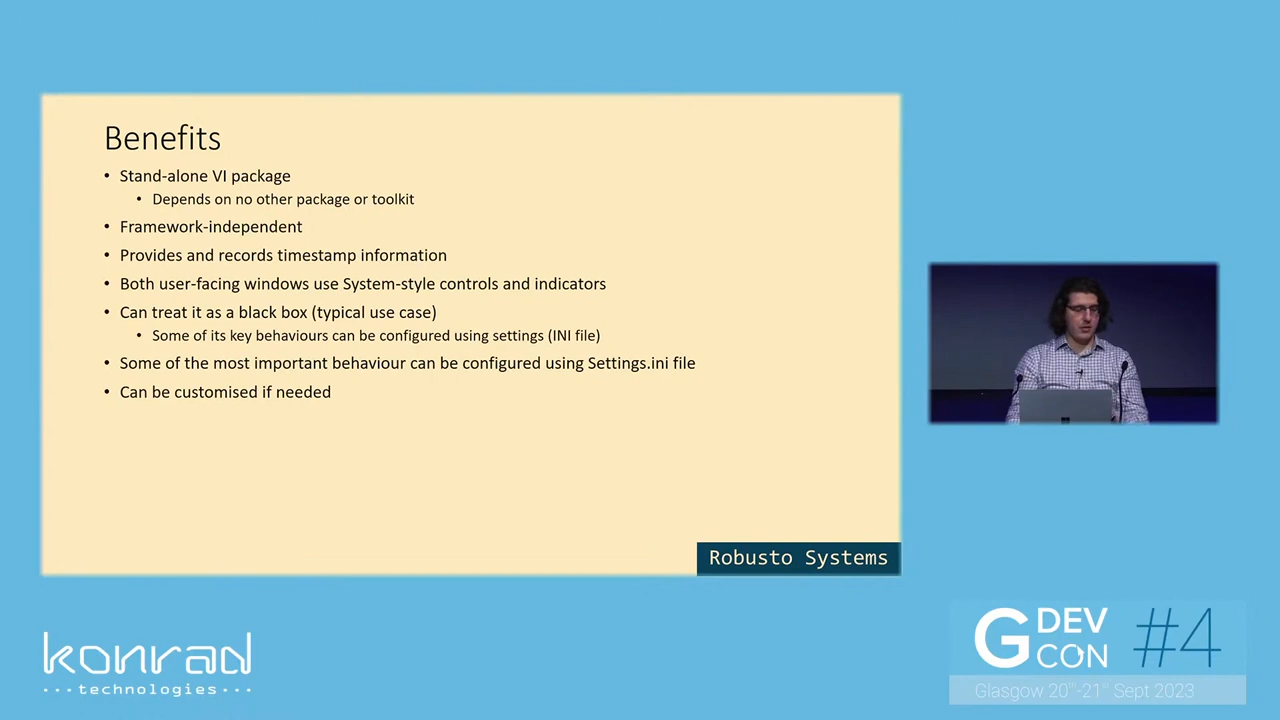 Benefits
• Stand-alone VI package
• Depends on no other package or toolkit
• Framework-independent
• Provides and records timestamp information
• Both user-facing windows use System-style controls and indicators
• Can treat it as a black box (typical use case)
• Some of its key behaviours can be configured using settings (INI file)
• Some of the most important behaviour can be configured using Settings.ini file
• Can be customised if needed
Robusto Systems
konrad
···technologies···
G DEV CON #4
Glasgow 20th-21st Sept 2023